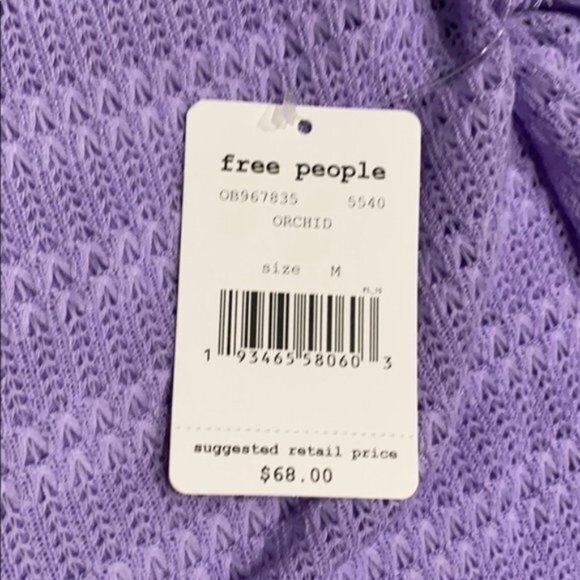 free people
OB967835 5540
ORCHID
size M
1 93465 58060 3
suggested retail price
$68.00